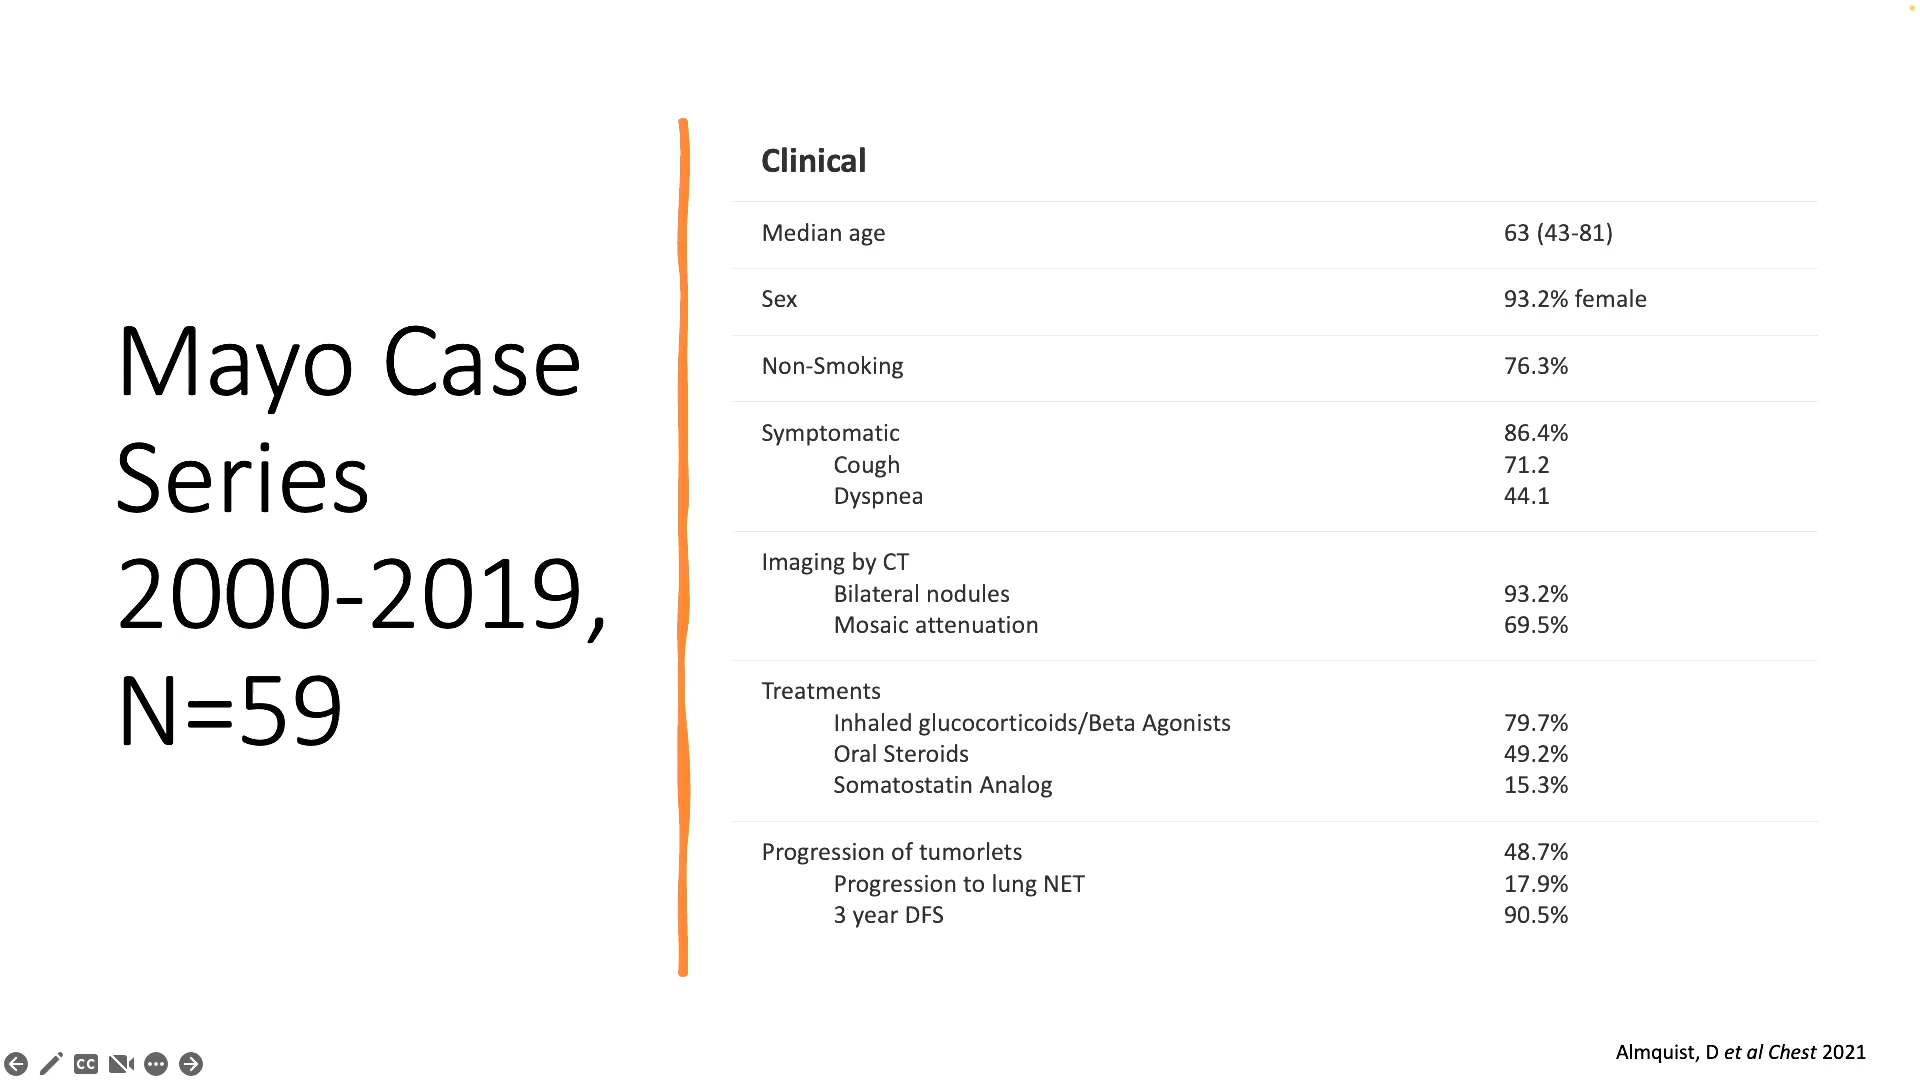 Mayo Case
Series
2000-2019,
N=59
Clinical
Median age 63 (43-81)
Sex 93.2% female
Non-Smoking 76.3%
Symptomatic 86.4%
Cough 71.2
Dyspnea 44.1
Imaging by CT
Bilateral nodules 93.2%
Mosaic attenuation 69.5%
Treatments
Inhaled glucocorticoids/Beta Agonists 79.7%
Oral Steroids 49.2%
Somatostatin Analog 15.3%
Progression of tumorlets 48.7%
Progression to lung NET 17.9%
3 year DFS 90.5%
Almquist, D et al Chest 2021
CC